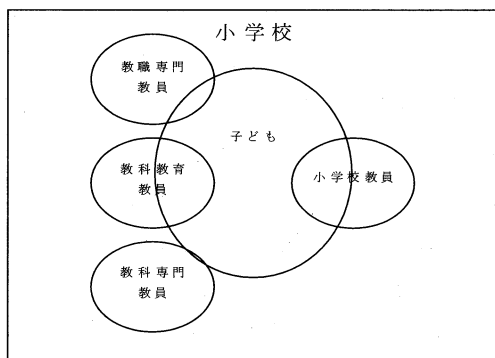 小学校
教職専門
教員
子ども
教科教育
教員
小学校教員
教科専門
教員